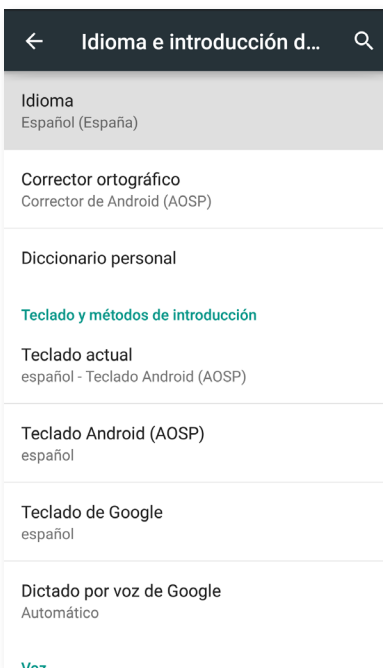 Idioma e introducción d...
Idioma
Español (España)
Corrector ortográfico
Corrector de Android (AOSP)
Diccionario personal
Teclado y métodos de introducción
Teclado actual
español - Teclado Android (AOSP)
Teclado Android (AOSP)
español
Teclado de Google
español
Dictado por voz de Google
Automático
Voz